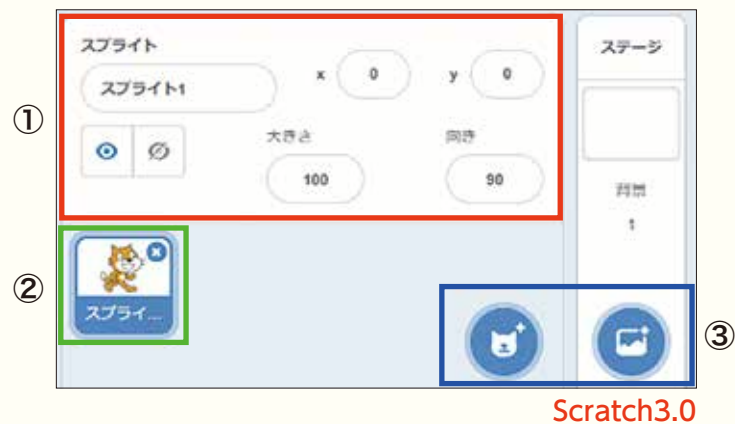 スプライト
ステージ
スプライト1
x 0
y 0
①
大きさ
向き
100
90
背景
1
②
スプライ...
③
Scratch3.0